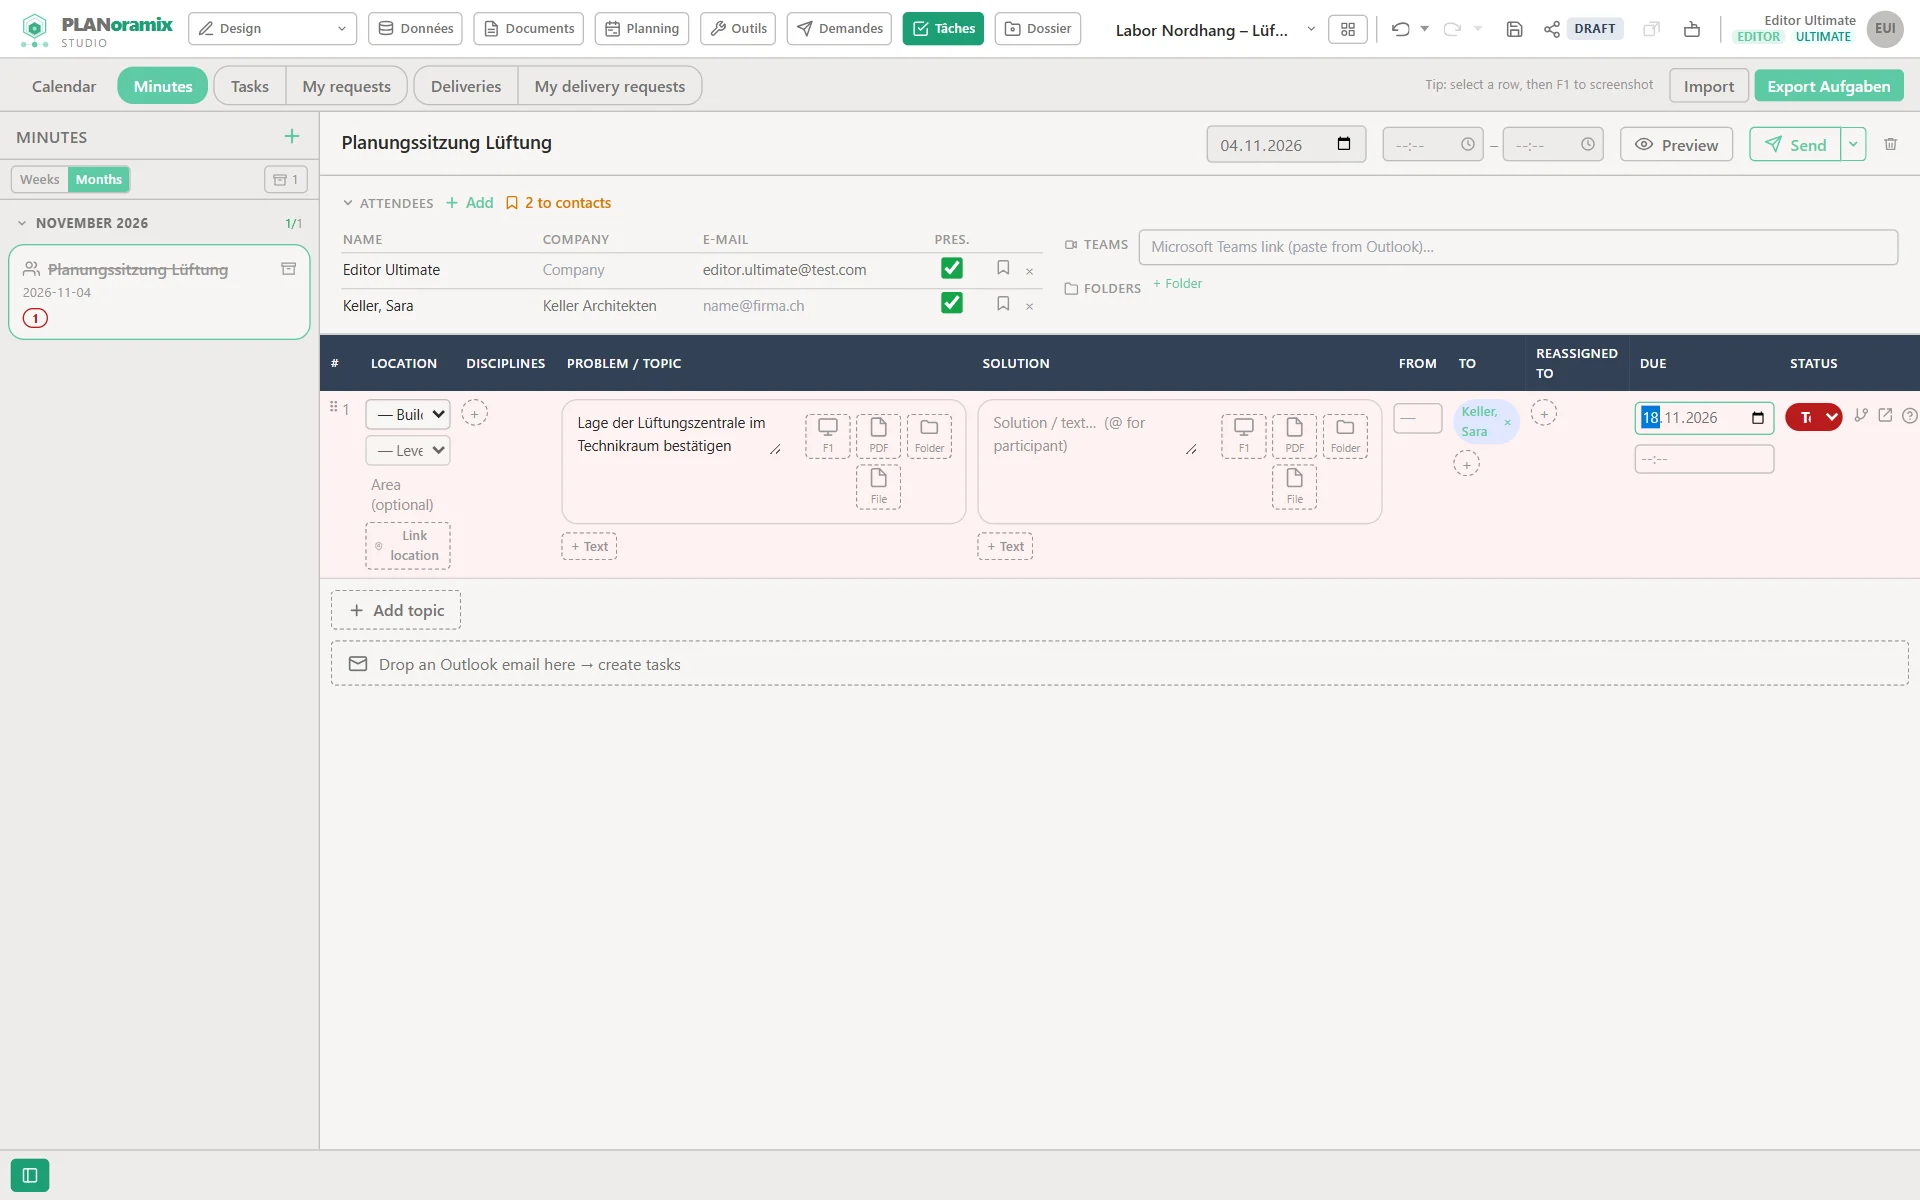 PLANoramix
STUDIO
Design
Données
Documents
Planning
Outils
Demandes
Tâches
Dossier
Labor Nordhang – Lüf...
DRAFT
Editor Ultimate
EDITOR ULTIMATE
EUI
Calendar
Minutes
Tasks
My requests
Deliveries
My delivery requests
Tip: select a row, then F1 to screenshot
Import
Export Aufgaben
MINUTES
Weeks
Months
1
NOVEMBER 2026
1/1
Planungssitzung Lüftung
2026-11-04
1
Planungssitzung Lüftung
04.11.2026
--:--
–
--:--
Preview
Send
ATTENDEES
+ Add
2 to contacts
NAME
COMPANY
E-MAIL
PRES.
Editor Ultimate
Company
editor.ultimate@test.com
×
Keller, Sara
Keller Architekten
name@firma.ch
×
TEAMS
Microsoft Teams link (paste from Outlook)...
FOLDERS
+ Folder
#
LOCATION
DISCIPLINES
PROBLEM / TOPIC
SOLUTION
FROM
TO
REASSIGNED
TO
DUE
STATUS
1
— Buil
— Leve
Area
(optional)
Link
location
+
Lage der Lüftungszentrale im
Technikraum bestätigen
F1
PDF
Folder
File
+ Text
Solution / text... (@ for
participant)
F1
PDF
Folder
File
+ Text
—
Keller,
Sara
×
+
+
18.11.2026
--:--
+ Add topic
Drop an Outlook email here → create tasks